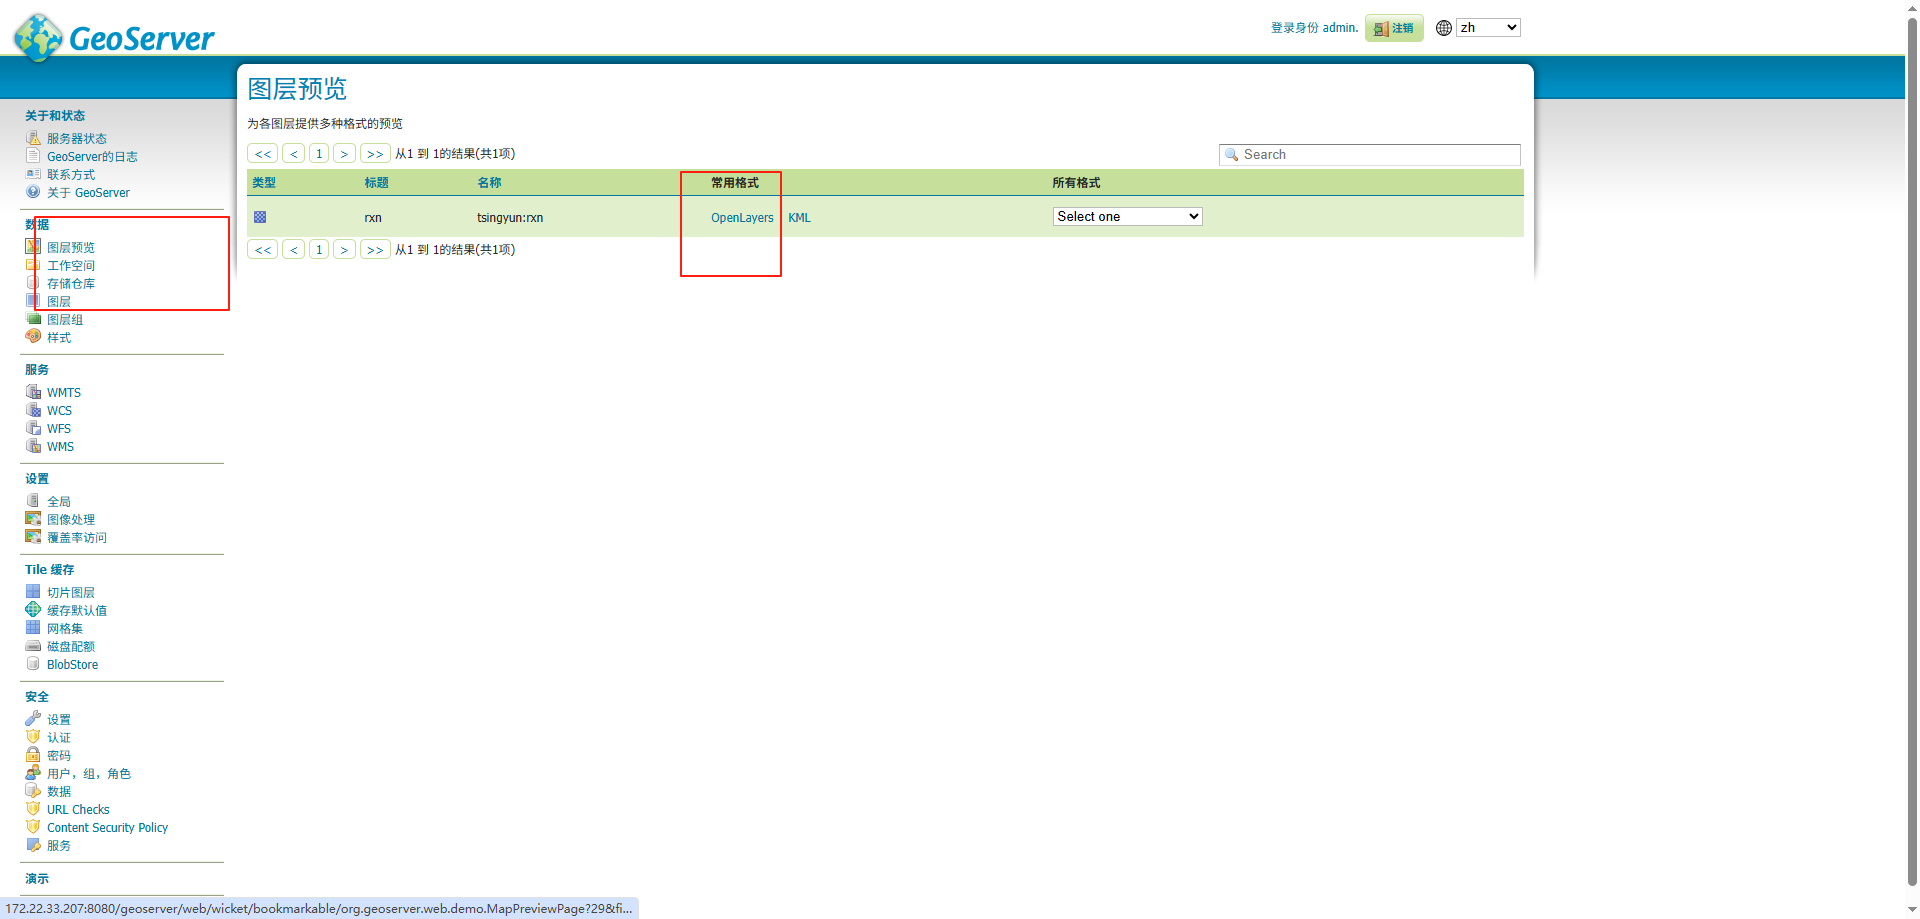 GeoServer
登录身份 admin.
注销
zh
图层预览
为各图层提供多种格式的预览
<< < 1 > >> 从1 到 1的结果(共1项)
Search
类型 标题 名称 常用格式 所有格式
rxn tsingyun:rxn OpenLayers KML Select one
<< < 1 > >> 从1 到 1的结果(共1项)
关于和状态
服务器状态
GeoServer的日志
联系方式
关于 GeoServer
数据
图层预览
工作空间
存储仓库
图层
图层组
样式
服务
WMTS
WCS
WFS
WMS
设置
全局
图像处理
覆盖率访问
Tile 缓存
切片图层
缓存默认值
网格集
磁盘配额
BlobStore
安全
设置
认证
密码
用户，组，角色
数据
URL Checks
Content Security Policy
服务
演示
172.22.33.207:8080/geoserver/web/wicket/bookmarkable/org.geoserver.web.demo.MapPreviewPage?29&fi...